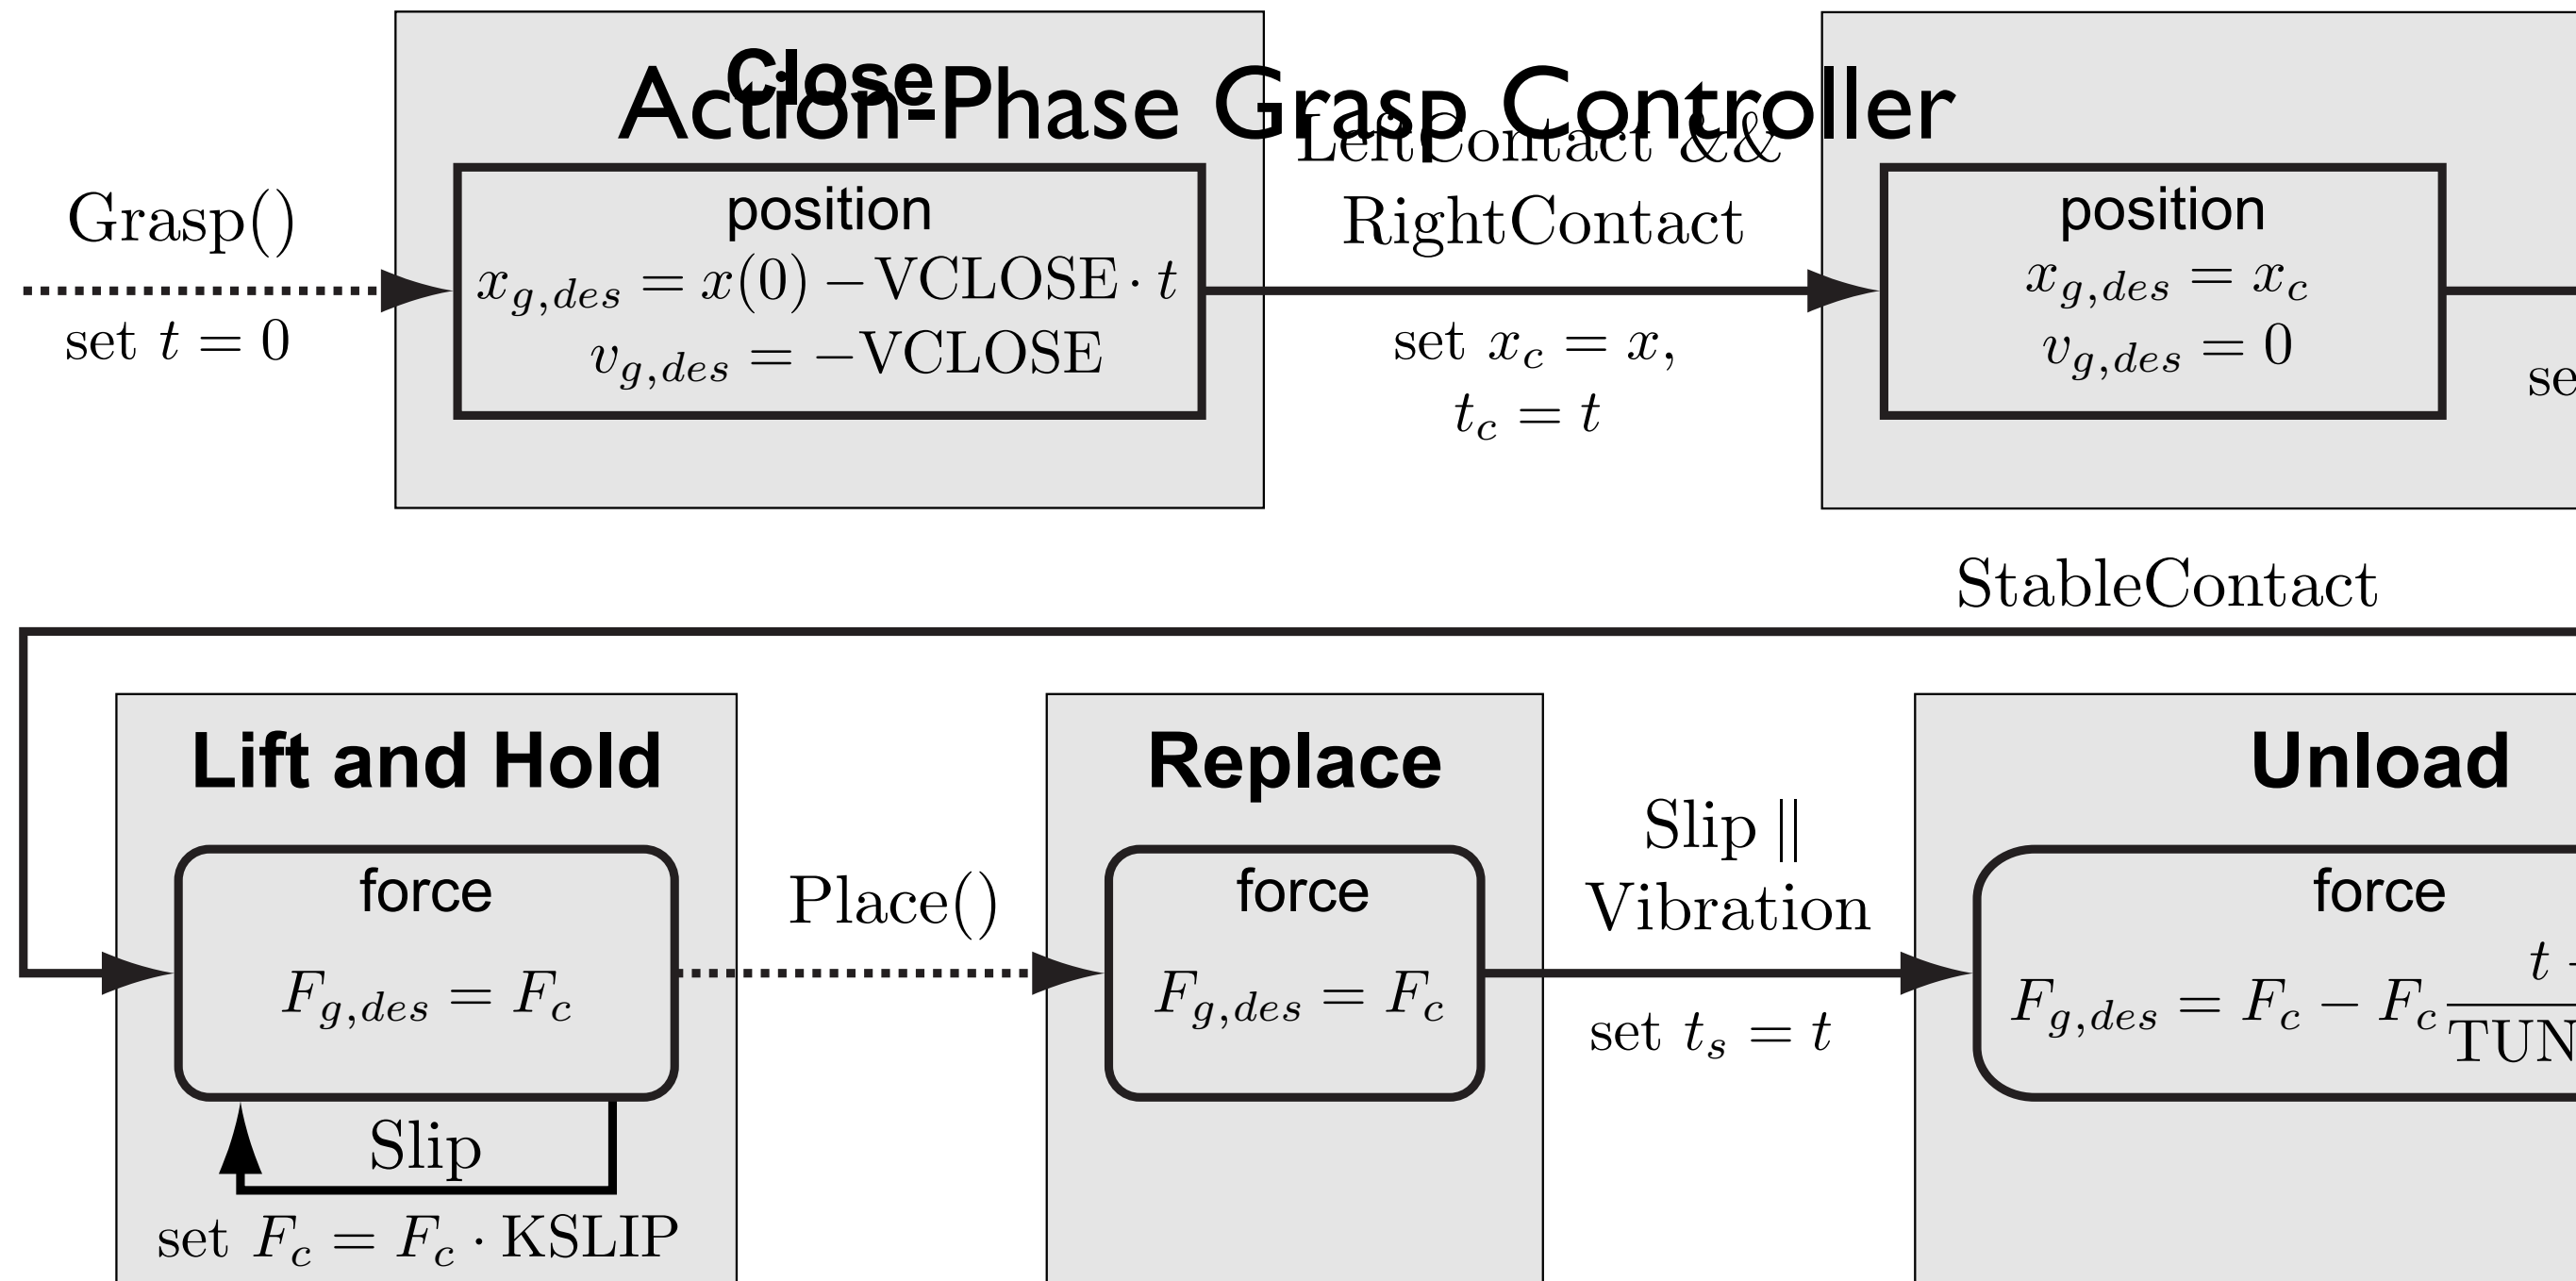 Action-Phase Grasp Controller
Close
Grasp()
set t = 0
position
x_{g,des} = x(0) − VCLOSE · t
v_{g,des} = −VCLOSE
LeftContact &&
RightContact
set x_c = x,
t_c = t
position
x_{g,des} = x_c
v_{g,des} = 0
se
StableContact
Lift and Hold
force
F_{g,des} = F_c
Slip
set F_c = F_c · KSLIP
Place()
Replace
force
F_{g,des} = F_c
Slip ||
Vibration
set t_s = t
Unload
force
F_{g,des} = F_c − F_c t - / TUN